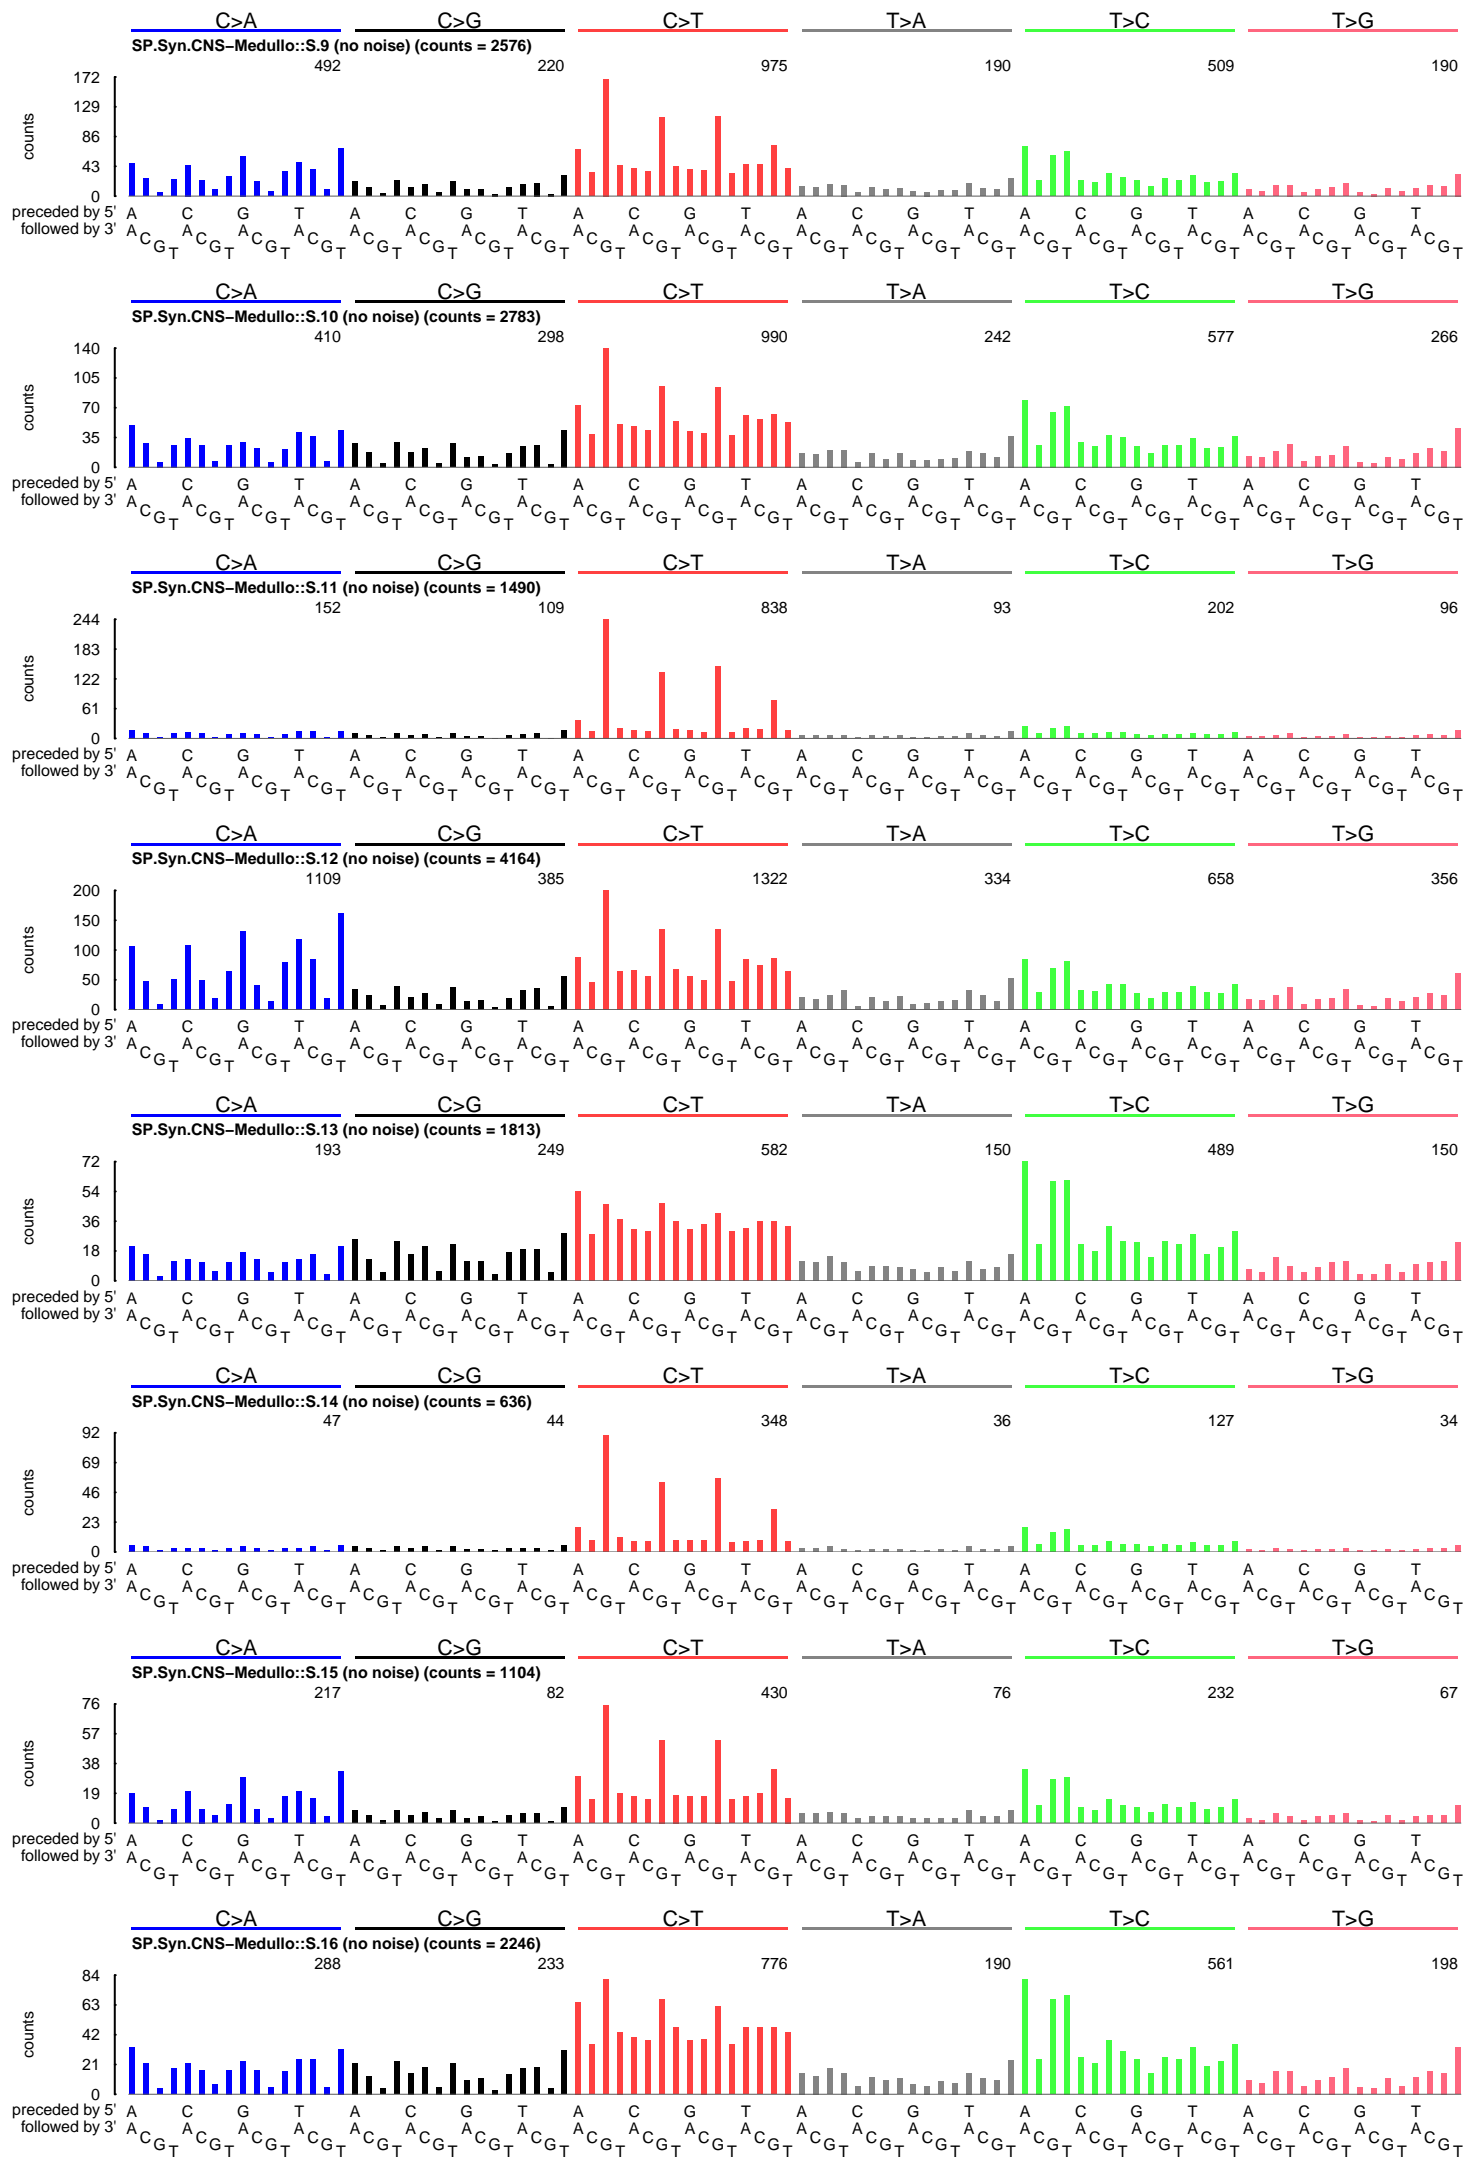 C>A C>G C>T T>A T>C T>G
SP.Syn.CNS–Medullo::S.9 (no noise) (counts = 2576)
492 220 975 190 509 190
172
129
86
43
0
counts
preceded by 5' A C G T A C G T A C G T A C G T A C G T A C G T
followed by 3' A C G T A C G T A C G T A C G T A C G T A C G T A C G T A C G T A C G T A C G T A C G T A C G T A C G T A C G T A C G T A C G T A C G T A C G T A C G T A C G T A C G T A C G T A C G T A C G T
C>A C>G C>T T>A T>C T>G
SP.Syn.CNS–Medullo::S.10 (no noise) (counts = 2783)
410 298 990 242 577 266
140
105
70
35
0
counts
preceded by 5' A C G T A C G T A C G T A C G T A C G T A C G T
followed by 3' A C G T A C G T A C G T A C G T A C G T A C G T A C G T A C G T A C G T A C G T A C G T A C G T A C G T A C G T A C G T A C G T A C G T A C G T A C G T A C G T A C G T A C G T A C G T A C G T
C>A C>G C>T T>A T>C T>G
SP.Syn.CNS–Medullo::S.11 (no noise) (counts = 1490)
152 109 838 93 202 96
244
183
122
61
0
counts
preceded by 5' A C G T A C G T A C G T A C G T A C G T A C G T
followed by 3' A C G T A C G T A C G T A C G T A C G T A C G T A C G T A C G T A C G T A C G T A C G T A C G T A C G T A C G T A C G T A C G T A C G T A C G T A C G T A C G T A C G T A C G T A C G T A C G T
C>A C>G C>T T>A T>C T>G
SP.Syn.CNS–Medullo::S.12 (no noise) (counts = 4164)
1109 385 1322 334 658 356
200
150
100
50
0
counts
preceded by 5' A C G T A C G T A C G T A C G T A C G T A C G T
followed by 3' A C G T A C G T A C G T A C G T A C G T A C G T A C G T A C G T A C G T A C G T A C G T A C G T A C G T A C G T A C G T A C G T A C G T A C G T A C G T A C G T A C G T A C G T A C G T A C G T
C>A C>G C>T T>A T>C T>G
SP.Syn.CNS–Medullo::S.13 (no noise) (counts = 1813)
193 249 582 150 489 150
72
54
36
18
0
counts
preceded by 5' A C G T A C G T A C G T A C G T A C G T A C G T
followed by 3' A C G T A C G T A C G T A C G T A C G T A C G T A C G T A C G T A C G T A C G T A C G T A C G T A C G T A C G T A C G T A C G T A C G T A C G T A C G T A C G T A C G T A C G T A C G T A C G T
C>A C>G C>T T>A T>C T>G
SP.Syn.CNS–Medullo::S.14 (no noise) (counts = 636)
47 44 348 36 127 34
92
69
46
23
0
counts
preceded by 5' A C G T A C G T A C G T A C G T A C G T A C G T
followed by 3' A C G T A C G T A C G T A C G T A C G T A C G T A C G T A C G T A C G T A C G T A C G T A C G T A C G T A C G T A C G T A C G T A C G T A C G T A C G T A C G T A C G T A C G T A C G T A C G T
C>A C>G C>T T>A T>C T>G
SP.Syn.CNS–Medullo::S.15 (no noise) (counts = 1104)
217 82 430 76 232 67
76
57
38
19
0
counts
preceded by 5' A C G T A C G T A C G T A C G T A C G T A C G T
followed by 3' A C G T A C G T A C G T A C G T A C G T A C G T A C G T A C G T A C G T A C G T A C G T A C G T A C G T A C G T A C G T A C G T A C G T A C G T A C G T A C G T A C G T A C G T A C G T A C G T
C>A C>G C>T T>A T>C T>G
SP.Syn.CNS–Medullo::S.16 (no noise) (counts = 2246)
288 233 776 190 561 198
84
63
42
21
0
counts
preceded by 5' A C G T A C G T A C G T A C G T A C G T A C G T
followed by 3' A C G T A C G T A C G T A C G T A C G T A C G T A C G T A C G T A C G T A C G T A C G T A C G T A C G T A C G T A C G T A C G T A C G T A C G T A C G T A C G T A C G T A C G T A C G T A C G T